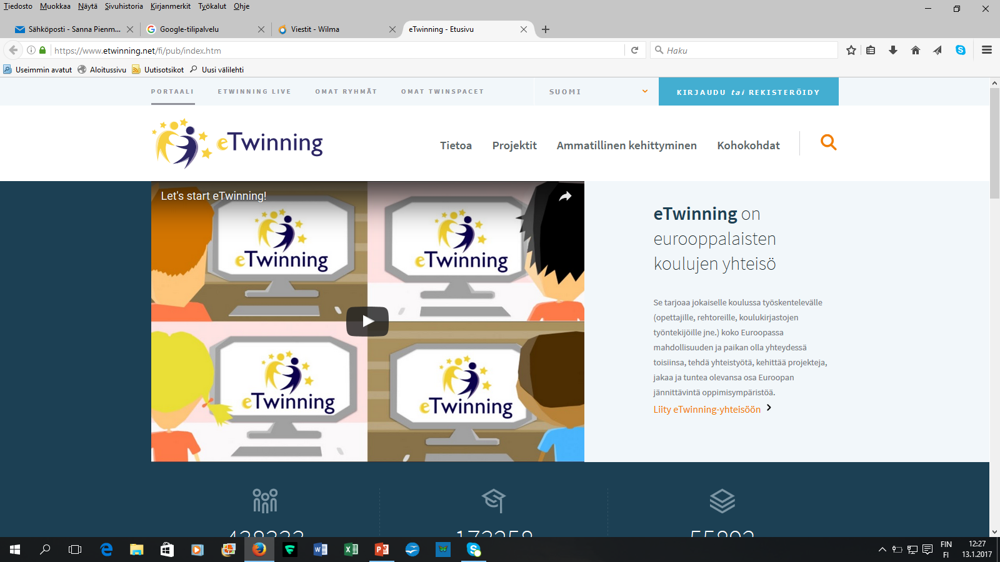 Tiedosto Muokkaa Näytä Sivuhistoria Kirjanmerkit Työkalut Ohje
Sähköposti - Sanna Pienm...
Google-tilipalvelu
Viestit - Wilma
eTwinning - Etusivu
https://www.etwinning.net/fi/pub/index.htm
Haku
Useimmin avatut Aloitussivu Uutisotsikot Uusi välilehti
PORTAALI ETWINNING LIVE OMAT RYHMÄT OMAT TWINSPACET SUOMI KIRJAUDU tai REKISTERÖIDY
eTwinning
Tietoa Projektit Ammatillinen kehittyminen Kohokohdat
Let's start eTwinning!
eTwinning
eTwinning
eTwinning
eTwinning
eTwinning on
eurooppalaisten
koulujen yhteisö
Se tarjoaa jokaiselle koulussa työskentelevälle
(opettajille, rehtoreille, koulukirjastojen
työntekijöille jne.) koko Euroopassa
mahdollisuuden ja paikan olla yhteydessä
toisiinsa, tehdä yhteistyötä, kehittää projekteja,
jakaa ja tuntea olevansa osa Euroopan
jännittävintä oppimisympäristöä.
Liity eTwinning-yhteisöön
FIN
FI
12:27
13.1.2017